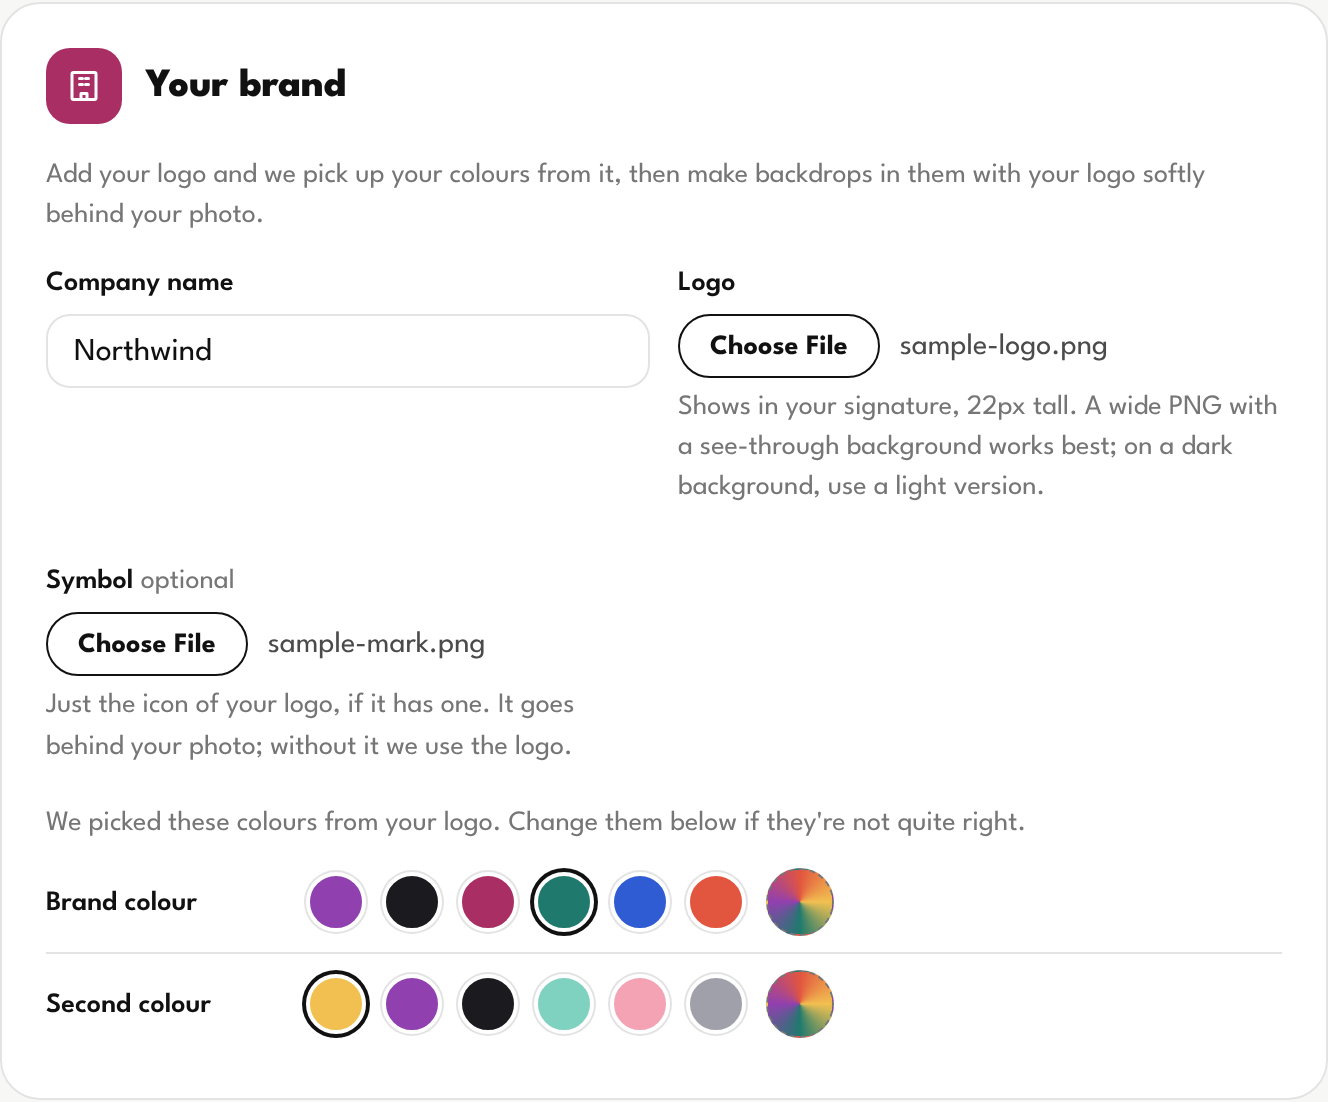 Your brand
Add your logo and we pick up your colours from it, then make backdrops in them with your logo softly
behind your photo.
Company name
Northwind
Logo
Choose File sample-logo.png
Shows in your signature, 22px tall. A wide PNG with
a see-through background works best; on a dark
background, use a light version.
Symbol optional
Choose File sample-mark.png
Just the icon of your logo, if it has one. It goes
behind your photo; without it we use the logo.
We picked these colours from your logo. Change them below if they're not quite right.
Brand colour
Second colour